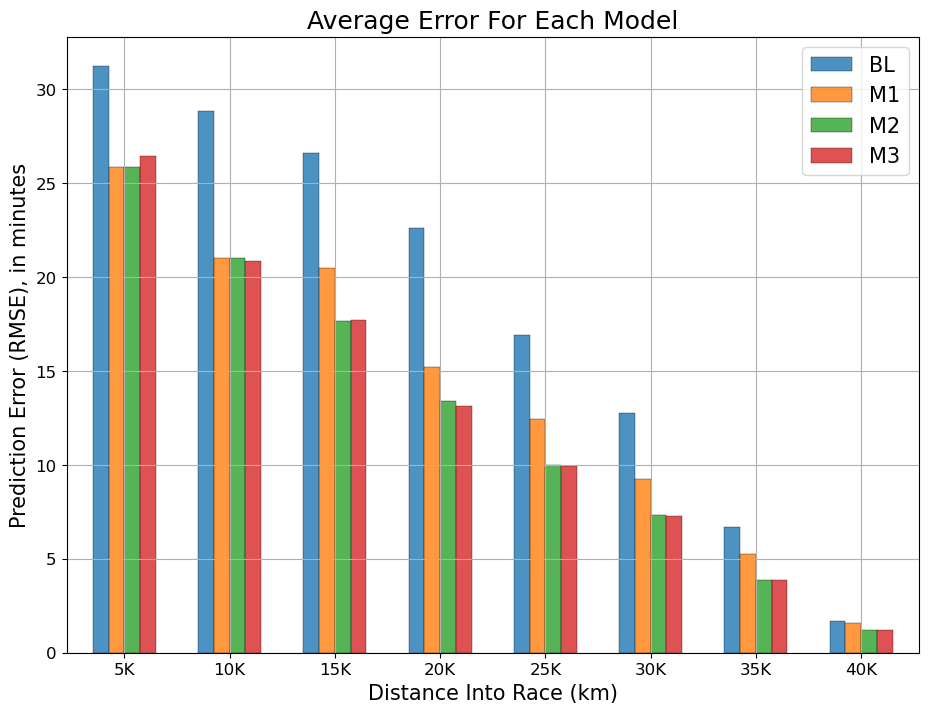 Average Error For Each Model
BL
M1
M2
M3
Prediction Error (RMSE), in minutes
30
25
20
15
10
5
0
5K 10K 15K 20K 25K 30K 35K 40K
Distance Into Race (km)